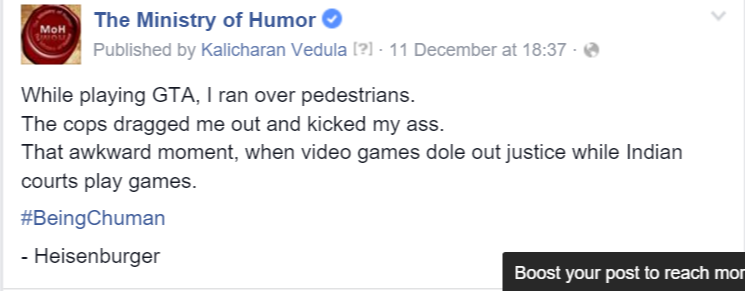 MoH
The Ministry of Humor
Published by Kalicharan Vedula [?] · 11 December at 18:37 ·
While playing GTA, I ran over pedestrians.
The cops dragged me out and kicked my ass.
That awkward moment, when video games dole out justice while Indian
courts play games.
#BeingChuman
- Heisenburger
Boost your post to reach mor